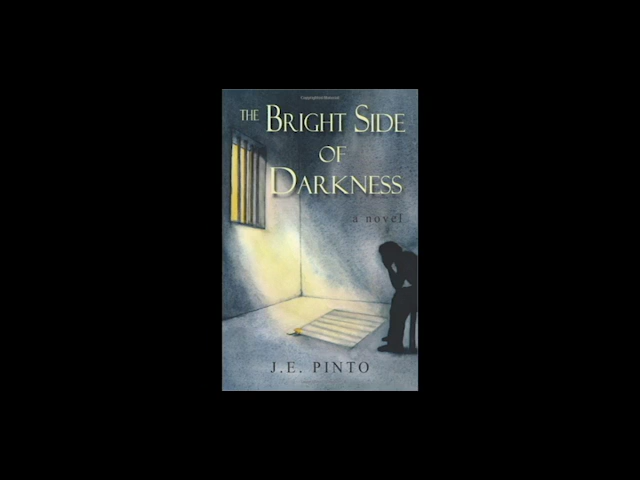 THE BRIGHT SIDE
OF
DARKNESS
a novel
J.E. PINTO